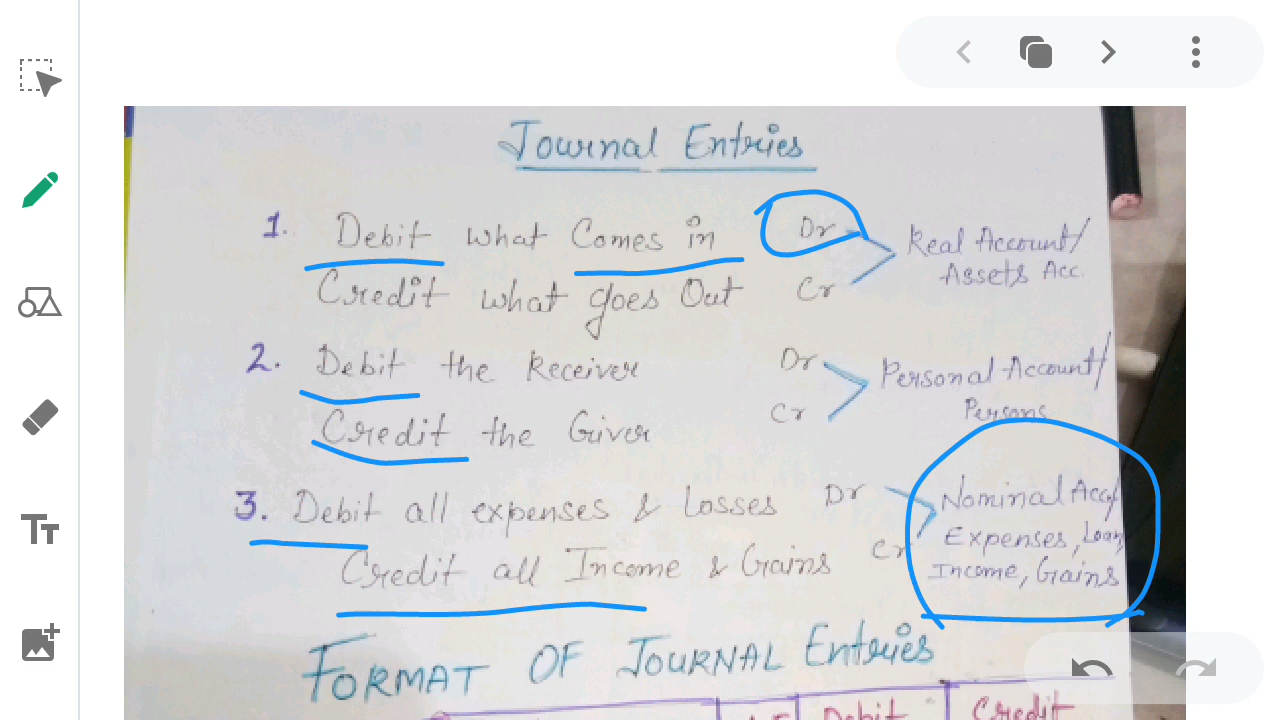 Journal Entries
1. Debit what Comes in Dr Real Account/
Assets Acc.
Credit what goes Out Cr
2. Debit the Receiver Dr Personal Account/
Persons
Credit the Giver Cr
3. Debit all expenses & Losses Dr Nominal Acc/
Expenses, Loan,
Credit all Income & Gains Cr Income, Gains
FORMAT OF JOURNAL Entries
Debit Credit
Tт